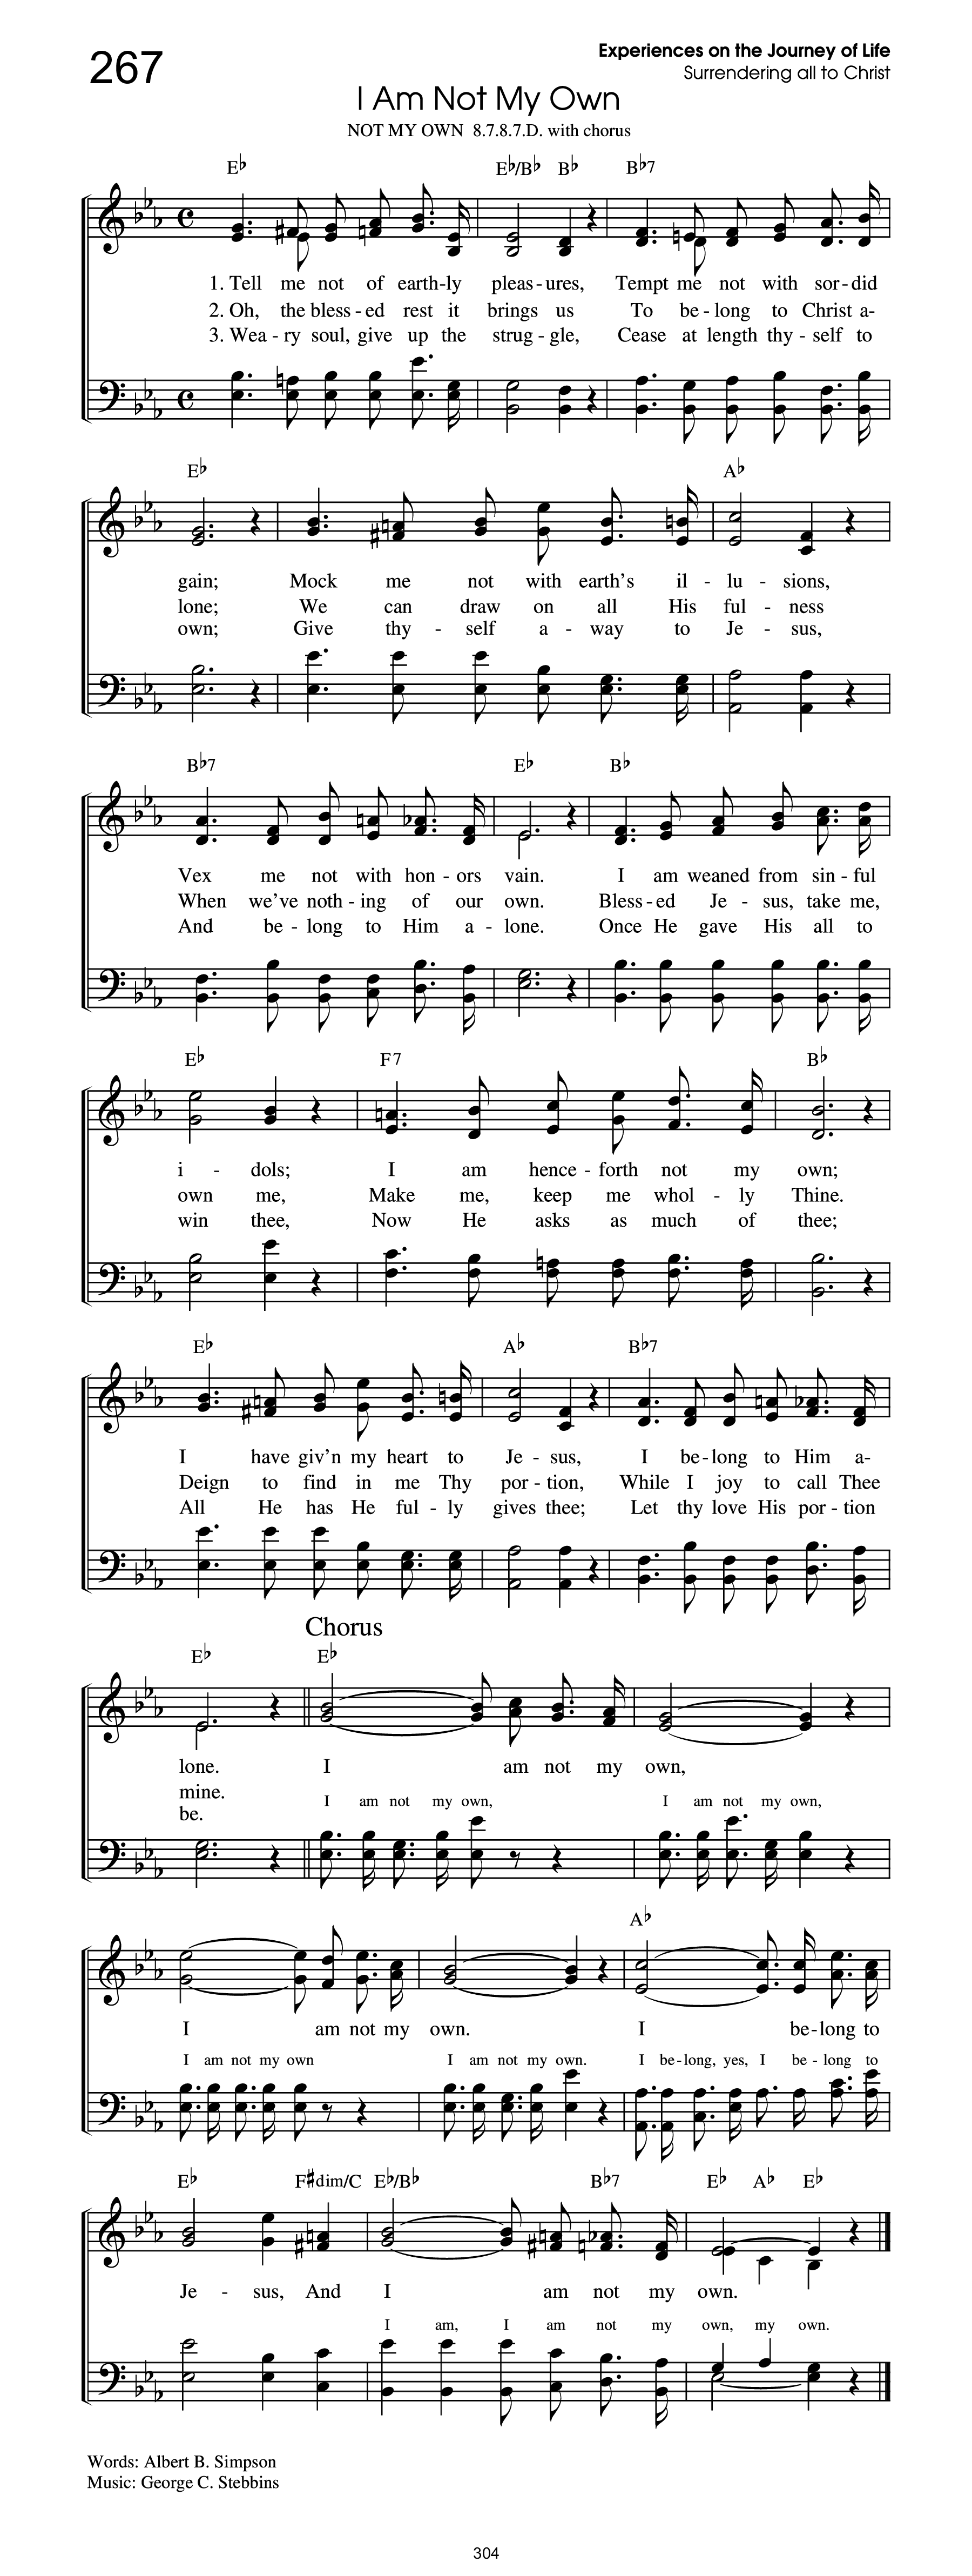 267
Experiences on the Journey of Life
Surrendering all to Christ
I Am Not My Own
NOT MY OWN 8.7.8.7.D. with chorus
E♭ E♭/B♭ B♭ B♭7
1. Tell me not of earth-ly pleas-ures, Tempt me not with sor-did
2. Oh, the bless-ed rest it brings us To be-long to Christ a-
3. Wea-ry soul, give up the strug-gle, Cease at length thy-self to
E♭ A♭
gain; Mock me not with earth's il-lu-sions,
lone; We can draw on all His ful-ness
own; Give thy-self a-way to Je-sus,
B♭7 E♭ B♭
Vex me not with hon-ors vain. I am weaned from sin-ful
When we've noth-ing of our own. Bless-ed Je-sus, take me,
And be-long to Him a-lone. Once He gave His all to
E♭ F7 B♭
i-dols; I am hence-forth not my own;
own me, Make me, keep me whol-ly Thine.
win thee, Now He asks as much of thee;
E♭ A♭ B♭7
I have giv'n my heart to Je-sus, I be-long to Him a-
Deign to find in me Thy por-tion, While I joy to call Thee
All He has He ful-ly gives thee; Let thy love His por-tion
Chorus
E♭ E♭
lone. I am not my own,
mine.
I am not my own, I am not my own,
be.
A♭
I am not my own. I be-long to
I am not my own I am not my own. I be-long, yes, I be-long to
E♭ F♯dim/C E♭/B♭ B♭7 E♭ A♭ E♭
Je-sus, And I am not my own.
I am, I am not my own, my own.
Words: Albert B. Simpson
Music: George C. Stebbins
304